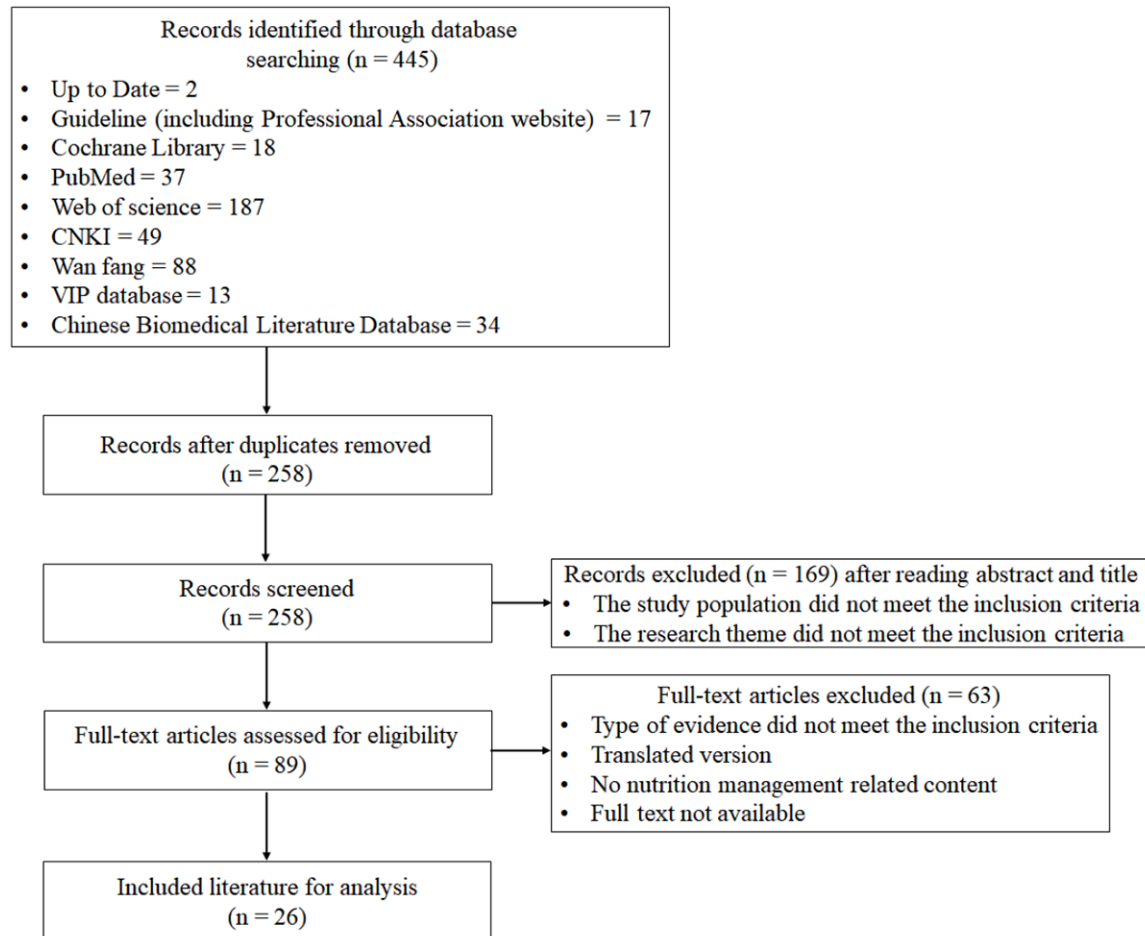 Records identified through database
searching (n = 445)
• Up to Date = 2
• Guideline (including Professional Association website) = 17
• Cochrane Library = 18
• PubMed = 37
• Web of science = 187
• CNKI = 49
• Wan fang = 88
• VIP database = 13
• Chinese Biomedical Literature Database = 34
Records after duplicates removed
(n = 258)
Records screened
(n = 258)
Records excluded (n = 169) after reading abstract and title
• The study population did not meet the inclusion criteria
• The research theme did not meet the inclusion criteria
Full-text articles assessed for eligibility
(n = 89)
Full-text articles excluded (n = 63)
• Type of evidence did not meet the inclusion criteria
• Translated version
• No nutrition management related content
• Full text not available
Included literature for analysis
(n = 26)